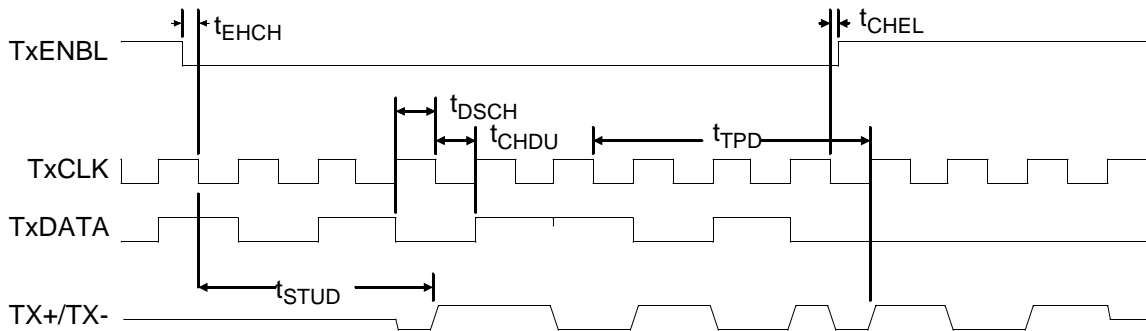 tEHCH
tCHEL
TxENBL
tDSCH
tCHDU
tTPD
TxCLK
TxDATA
tSTUD
TX+/TX-